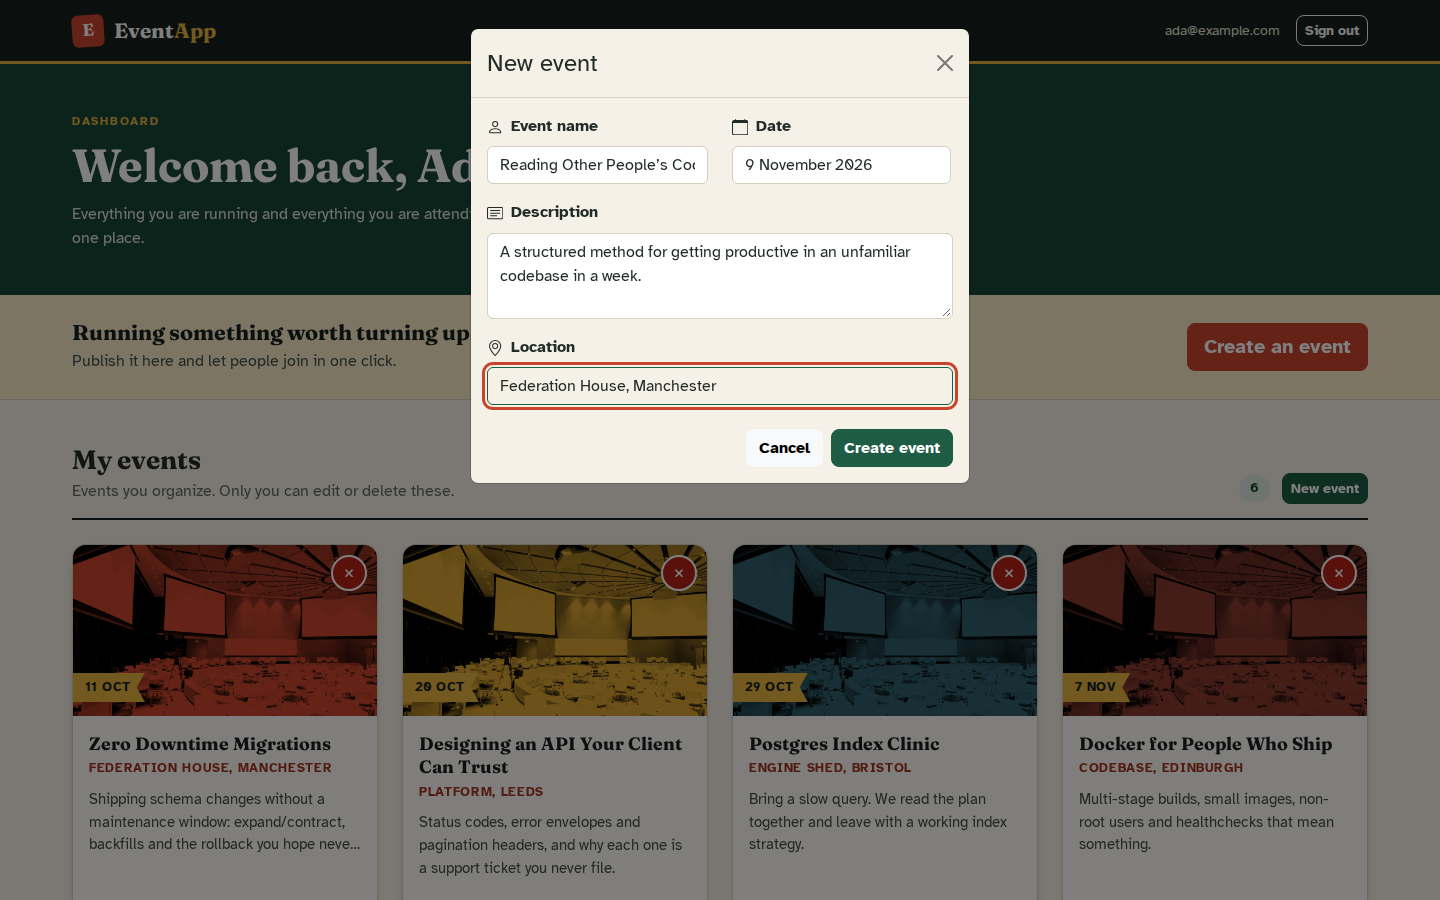 E EventApp
ada@example.com
Sign out
New event
DASHBOARD
Welcome back, Ad
Everything you are running and everything you are attendi
one place.
Event name
Date
Reading Other People’s Cod
9 November 2026
Description
A structured method for getting productive in an unfamiliar
codebase in a week.
Location
Federation House, Manchester
Cancel
Create event
Running something worth turning up
Publish it here and let people join in one click.
Create an event
My events
Events you organize. Only you can edit or delete these.
6
New event
11 OCT
Zero Downtime Migrations
FEDERATION HOUSE, MANCHESTER
Shipping schema changes without a
maintenance window: expand/contract,
backfills and the rollback you hope neve...
20 OCT
Designing an API Your Client
Can Trust
PLATFORM, LEEDS
Status codes, error envelopes and
pagination headers, and why each one is
a support ticket you never file.
29 OCT
Postgres Index Clinic
ENGINE SHED, BRISTOL
Bring a slow query. We read the plan
together and leave with a working index
strategy.
7 NOV
Docker for People Who Ship
CODEBASE, EDINBURGH
Multi-stage builds, small images, non-
root users and healthchecks that mean
something.